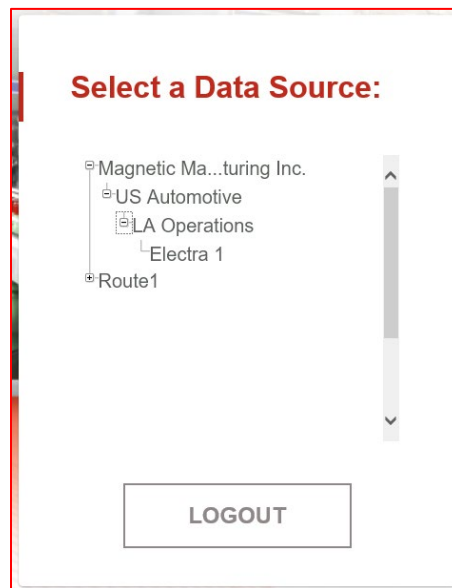 Select a Data Source:
Magnetic Ma...turing Inc.
US Automotive
LA Operations
Electra 1
Route1
LOGOUT